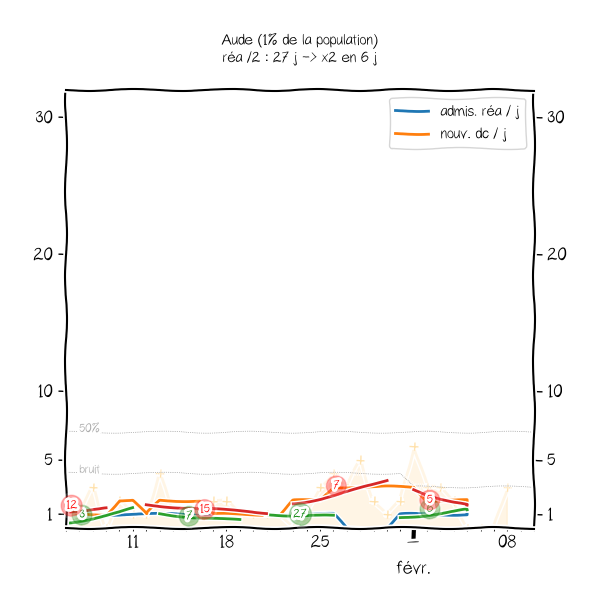 Aude (1% de la population)
réa /2 : 27 j -> x2 en 6 j
admis. réa / j
nouv. dc / j
30 30
20 20
10 10
50%
5 5
bruit
1 1
12 3 7 15 27 7 5
11 18 25 1 08
févr.